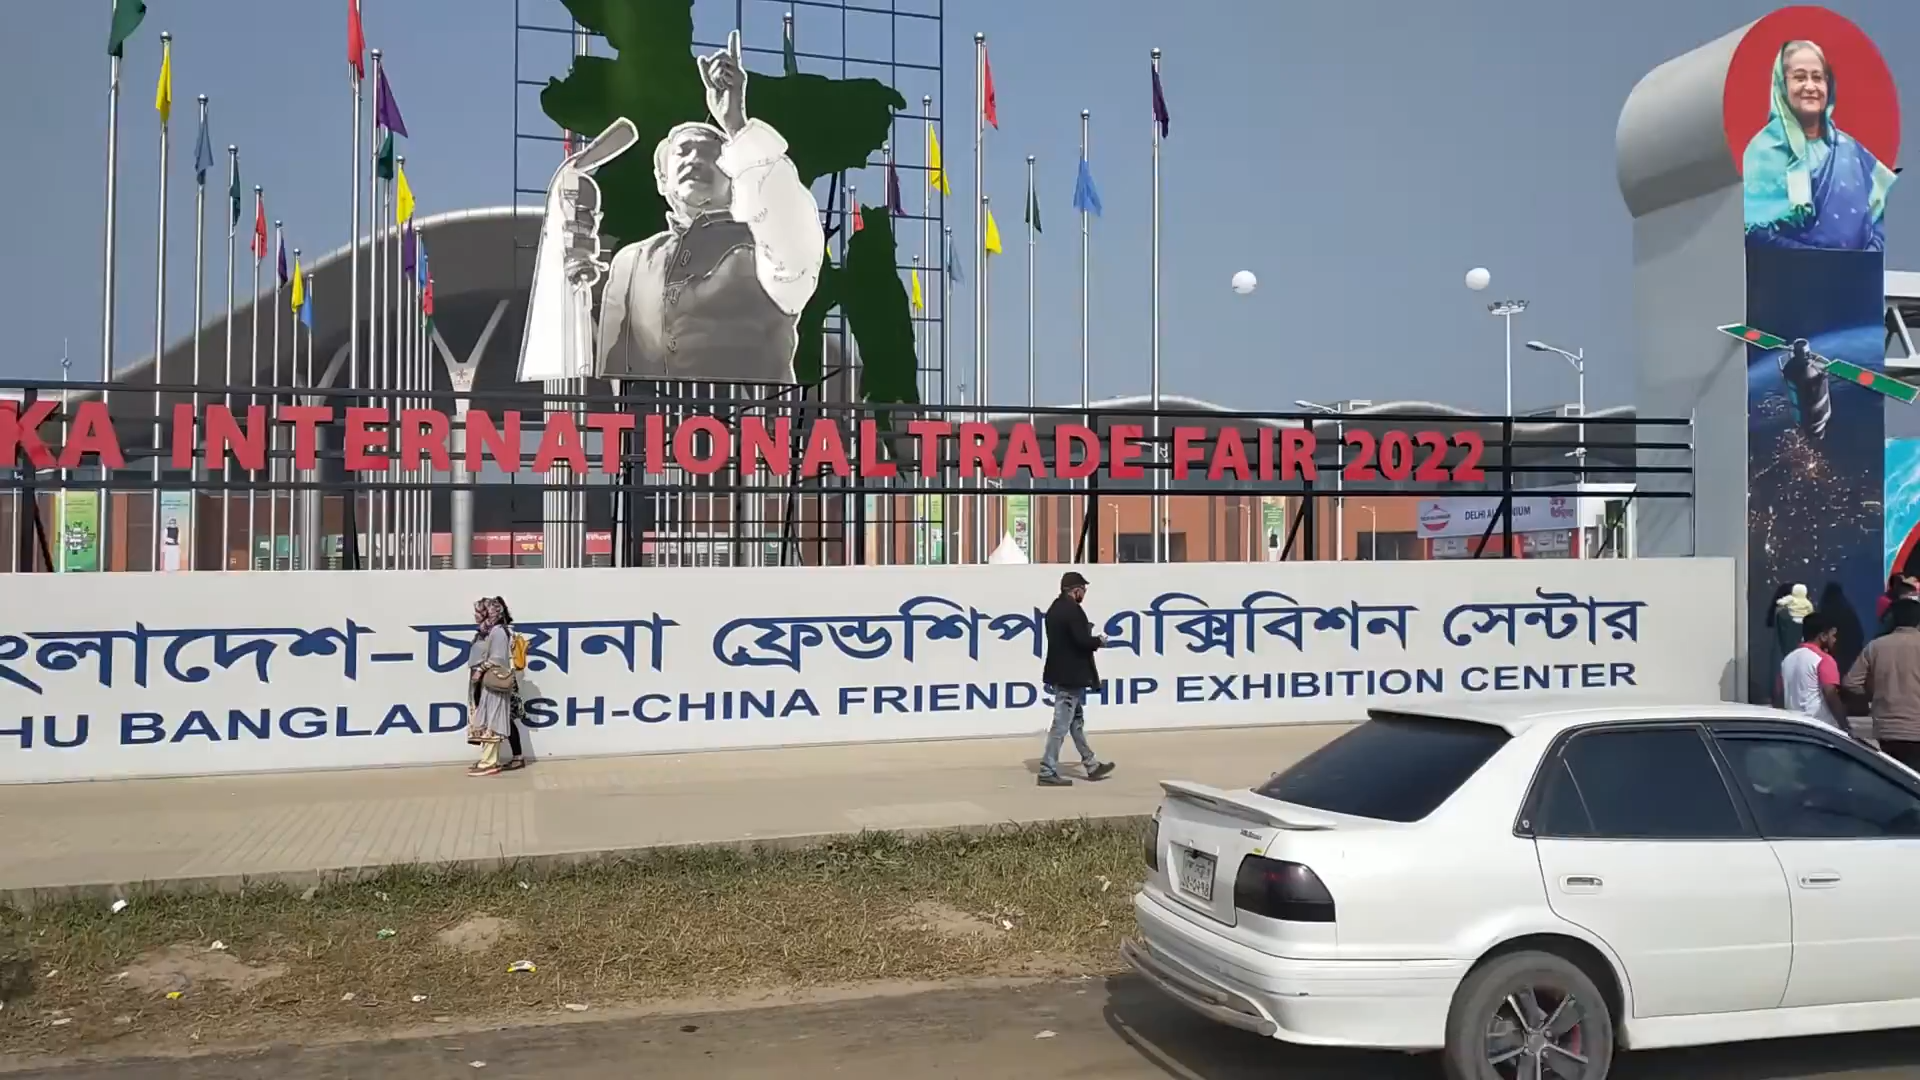 KA INTERNATIONAL TRADE FAIR 2022
DELHI ALUMINIUM
ংলাদেশ-চায়না ফ্রেন্ডশিপ এক্সিবিশন সেন্টার
HU BANGLADESH-CHINA FRIENDSHIP EXHIBITION CENTER